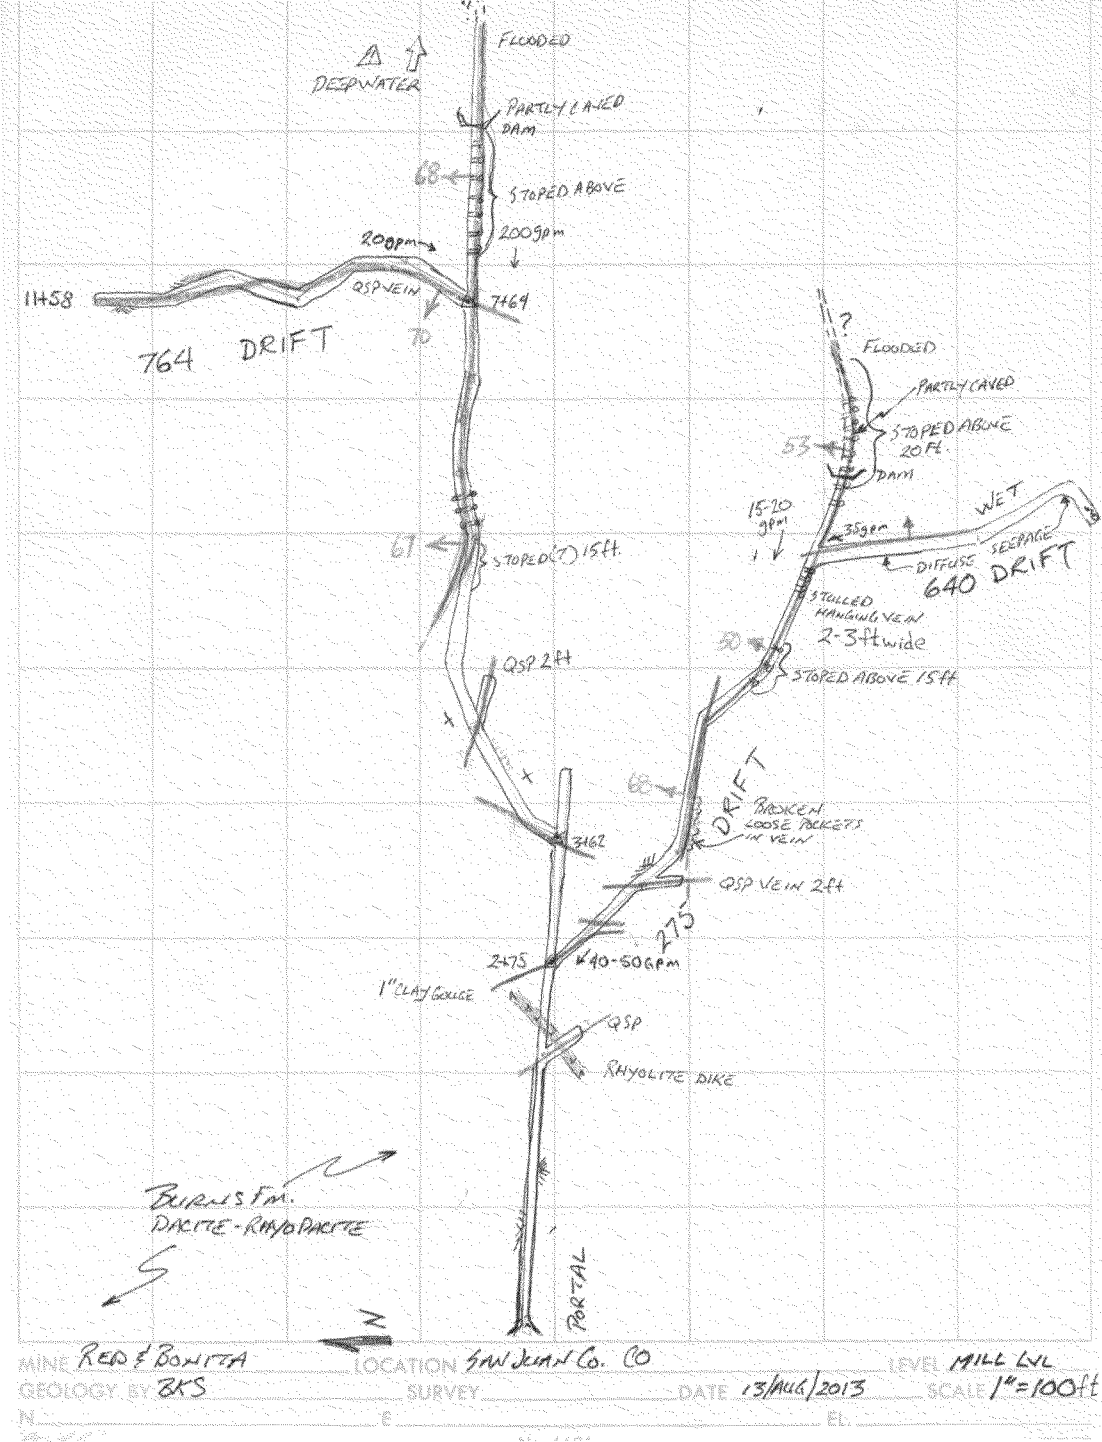 FLOODED
DEEPWATER
PARTLY CAVED
DAM
68
STOPED ABOVE
200gpm
20gpm
11+58
QSP VEIN
7+64
70
764 DRIFT
?
FLOODED
PARTLY CAVED
STOPED ABOVE
20 Ft.
53
DAM
WET
15-20
gpm
35gpm
67
STOPED(?) 15ft.
DIFFUSE SEEPAGE
640 DRIFT
STULLED
HANGING VEIN
2-3ft wide
50
STOPED ABOVE 15ft
QSP 2ft
DRIFT
68
BROKEN
LOOSE POCKETS
IN VEIN
3+62
QSP VEIN 2ft
275
2+75
40-50GPM
1" CLAY GOUGE
QSP
RHYOLITE DIKE
BURNS FM.
DACITE-RHYODACITE
PORTAL
N
MINE RED & BONITA LOCATION SAN JUAN CO. CO LEVEL MILL LVL
GEOLOGY BY BKS SURVEY DATE 13/AUG/2013 SCALE 1"=100ft
N E EL.